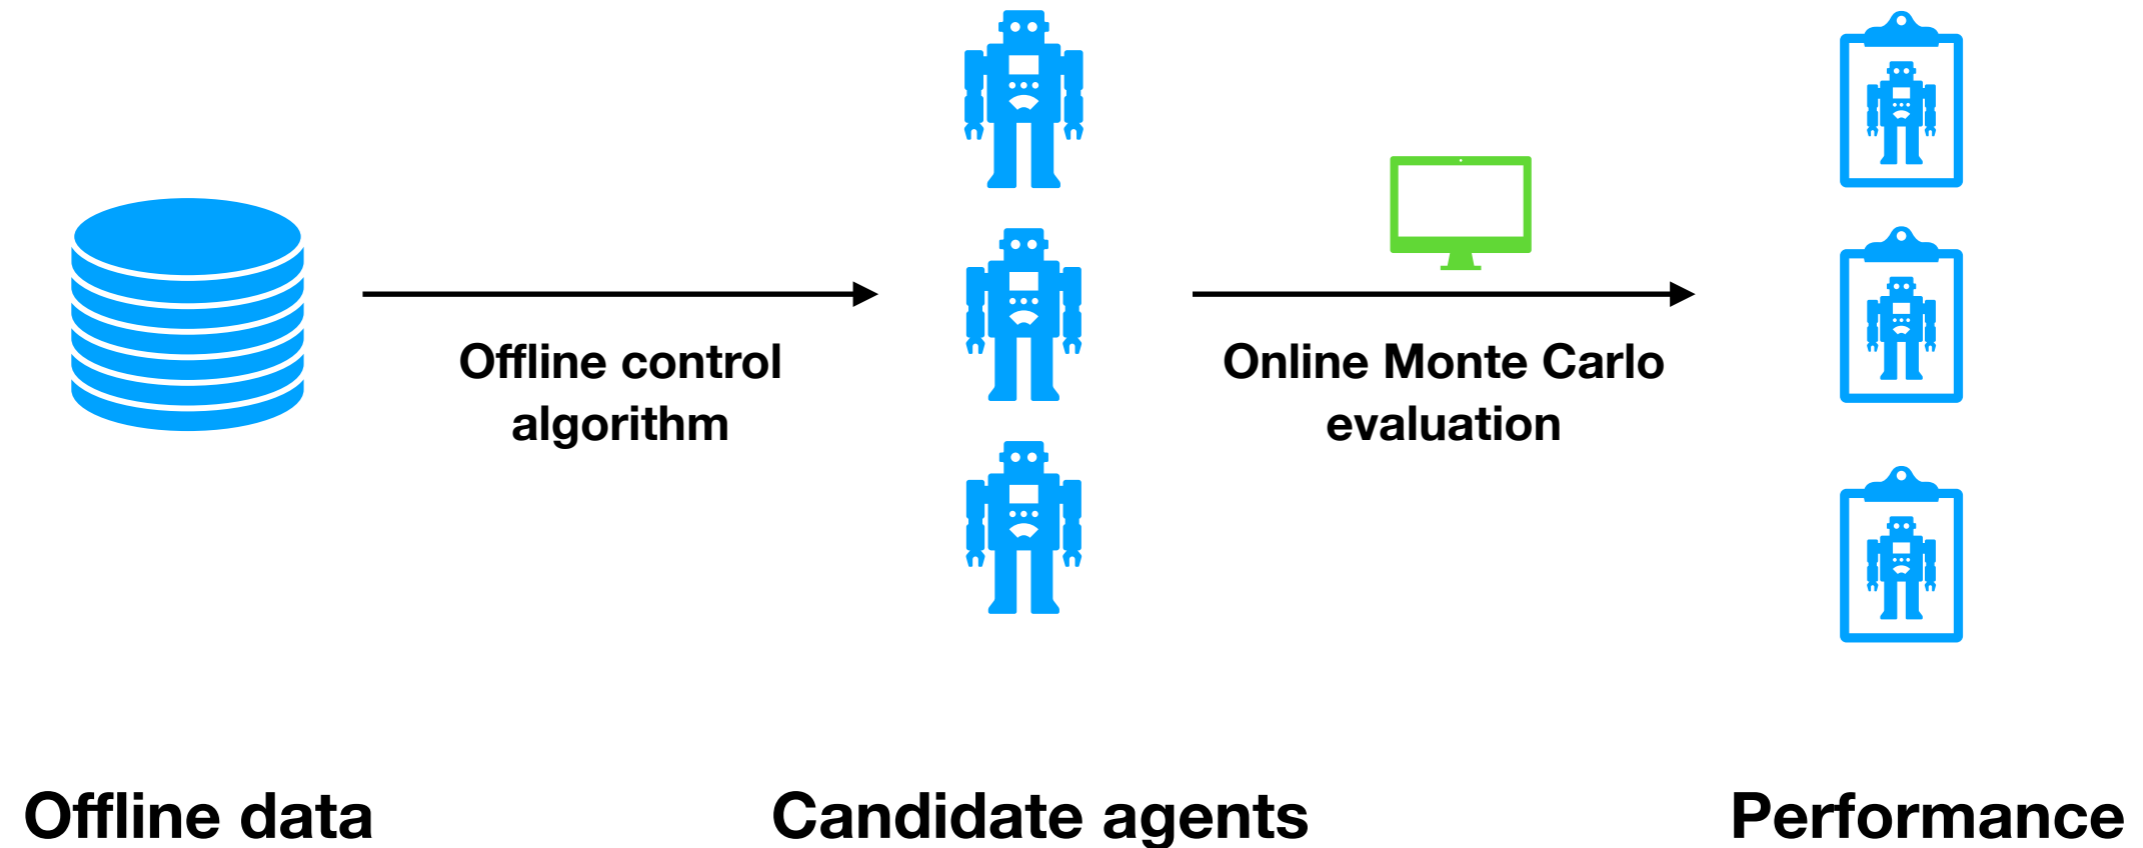 Offline control
algorithm
Online Monte Carlo
evaluation
Offline data
Candidate agents
Performance